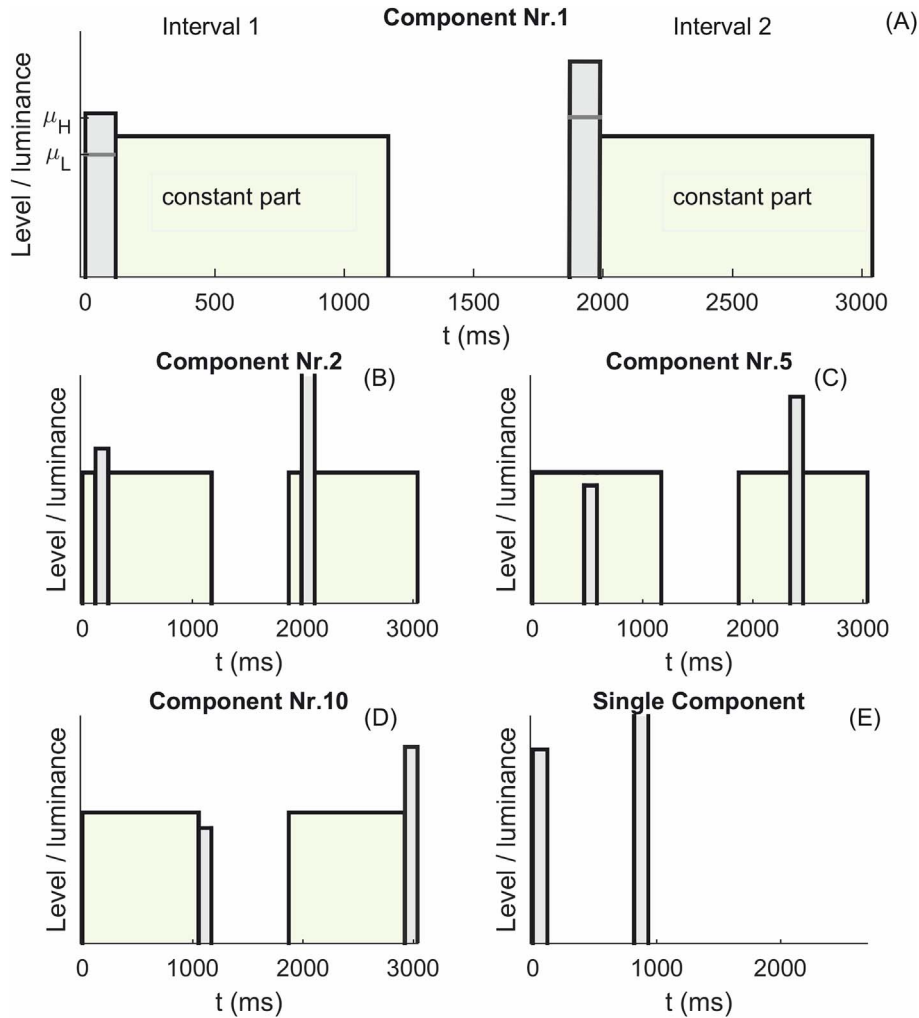 Component Nr.1
(A)
Interval 1
Interval 2
Level / luminance
μH
μL
constant part
constant part
0 500 1000 1500 2000 2500 3000
t (ms)
Component Nr.2
(B)
Level / luminance
0 1000 2000 3000
t (ms)
Component Nr.5
(C)
Level / luminance
0 1000 2000 3000
t (ms)
Component Nr.10
(D)
Level / luminance
0 1000 2000 3000
t (ms)
Single Component
(E)
Level / luminance
0 1000 2000
t (ms)